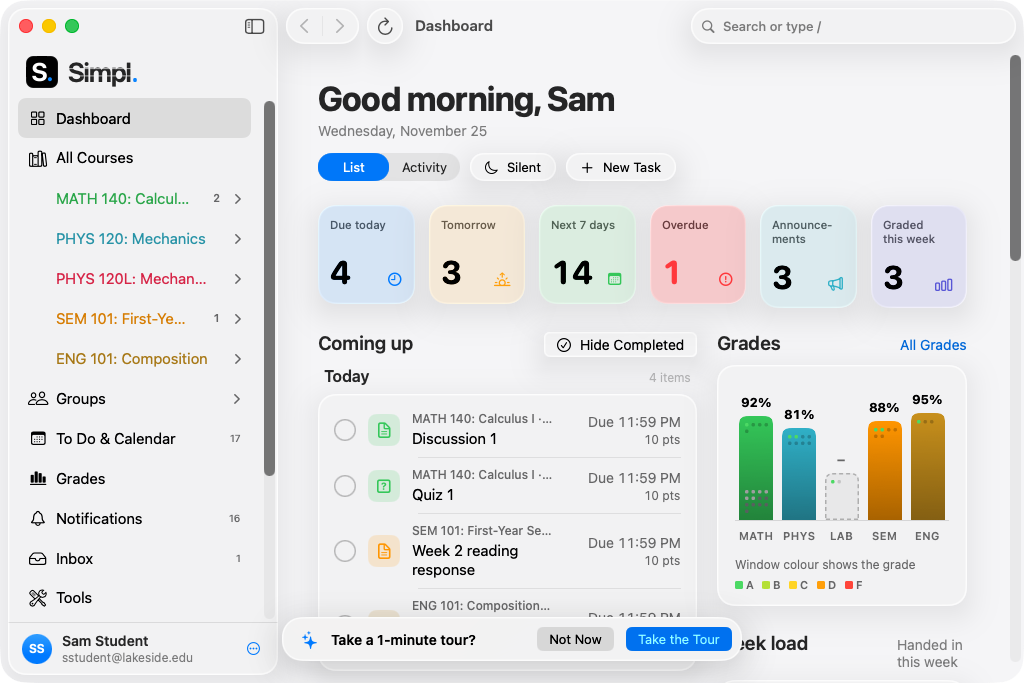 Dashboard
Search or type /
S.
Simpl.
Dashboard
All Courses
MATH 140: Calcul... 2
PHYS 120: Mechanics
PHYS 120L: Mechan...
SEM 101: First-Ye... 1
ENG 101: Composition
Groups
To Do & Calendar 17
Grades
Notifications 16
Inbox 1
Tools
SS
Sam Student
sstudent@lakeside.edu
Good morning, Sam
Wednesday, November 25
List Activity Silent + New Task
Due today
4
Tomorrow
3
Next 7 days
14
Overdue
1
Announce-
ments
3
Graded
this week
3
Coming up
Hide Completed
Today 4 items
MATH 140: Calculus I ·...
Discussion 1
Due 11:59 PM
10 pts
MATH 140: Calculus I ·...
Quiz 1
Due 11:59 PM
10 pts
SEM 101: First-Year Se...
Week 2 reading
response
Due 11:59 PM
10 pts
ENG 101: Composition...
Due 11:59 PM
Grades All Grades
92% 81% – 88% 95%
MATH PHYS LAB SEM ENG
Window colour shows the grade
A B C D F
eek load
Handed in
this week
Take a 1-minute tour? Not Now Take the Tour